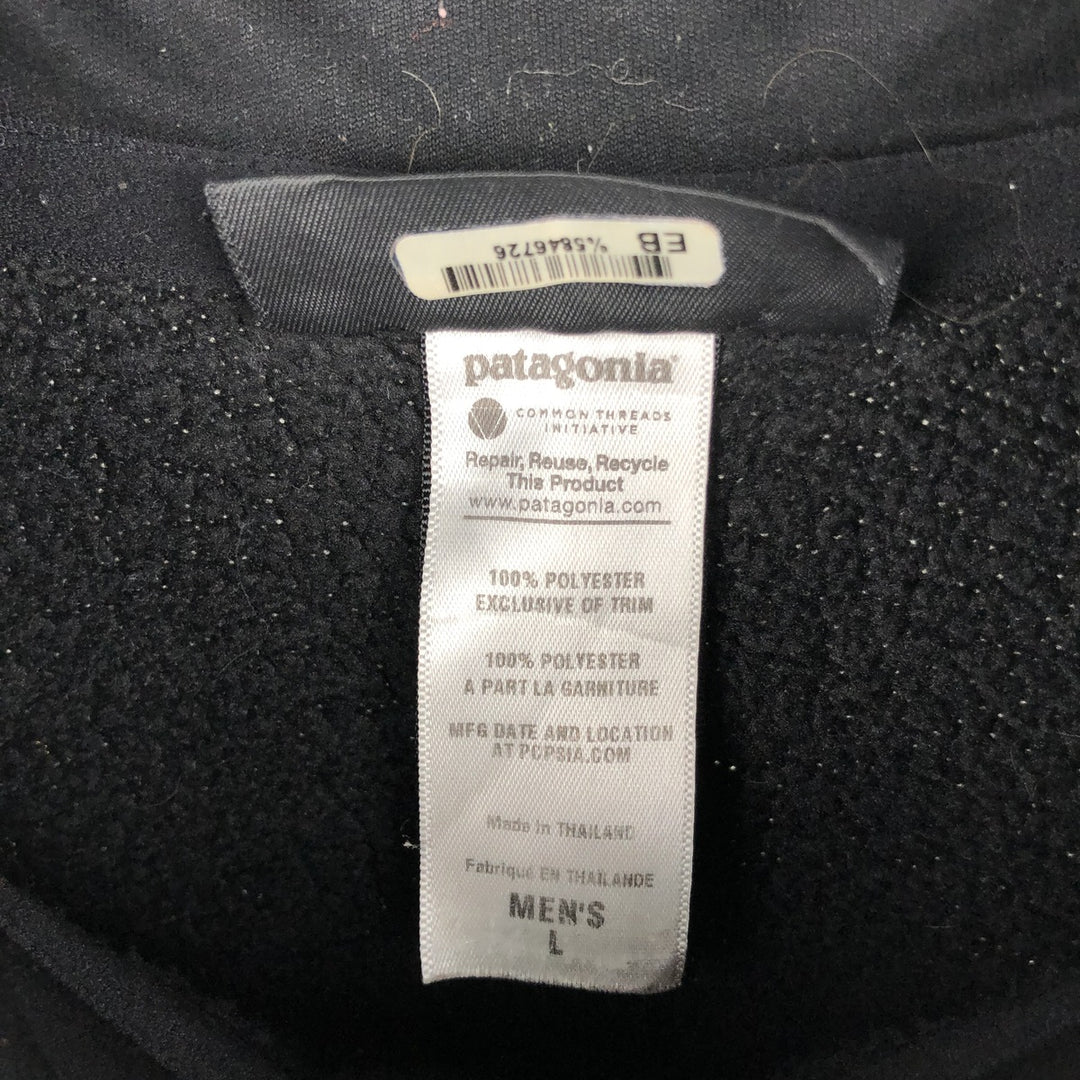 EB
%5846726
patagonia®
COMMON THREADS
INITIATIVE
Repair, Reuse, Recycle
This Product
www.patagonia.com
100% POLYESTER
EXCLUSIVE OF TRIM
100% POLYESTER
A PART LA GARNITURE
MFG DATE AND LOCATION
AT PCPSIA.COM
Made in THAILAND
Fabriqué EN THAILANDE
MEN'S
L